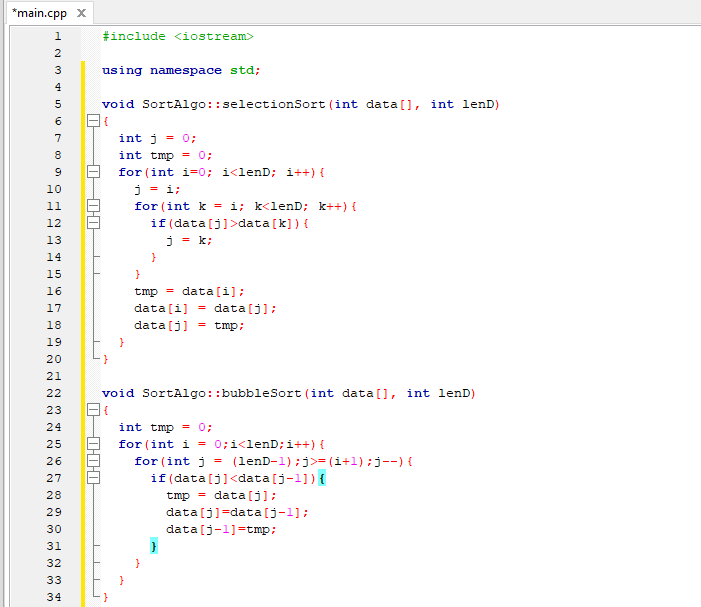 *main.cpp X
1 #include <iostream>
2
3 using namespace std;
4
5 void SortAlgo::selectionSort(int data[], int lenD)
6 {
7 int j = 0;
8 int tmp = 0;
9 for(int i=0; i<lenD; i++){
10 j = i;
11 for(int k = i; k<lenD; k++){
12 if(data[j]>data[k]){
13 j = k;
14 }
15 }
16 tmp = data[i];
17 data[i] = data[j];
18 data[j] = tmp;
19 }
20 }
21
22 void SortAlgo::bubbleSort(int data[], int lenD)
23 {
24 int tmp = 0;
25 for(int i = 0;i<lenD;i++){
26 for(int j = (lenD-1);j>=(i+1);j--){
27 if(data[j]<data[j-1]){
28 tmp = data[j];
29 data[j]=data[j-1];
30 data[j-1]=tmp;
31 }
32 }
33 }
34 }